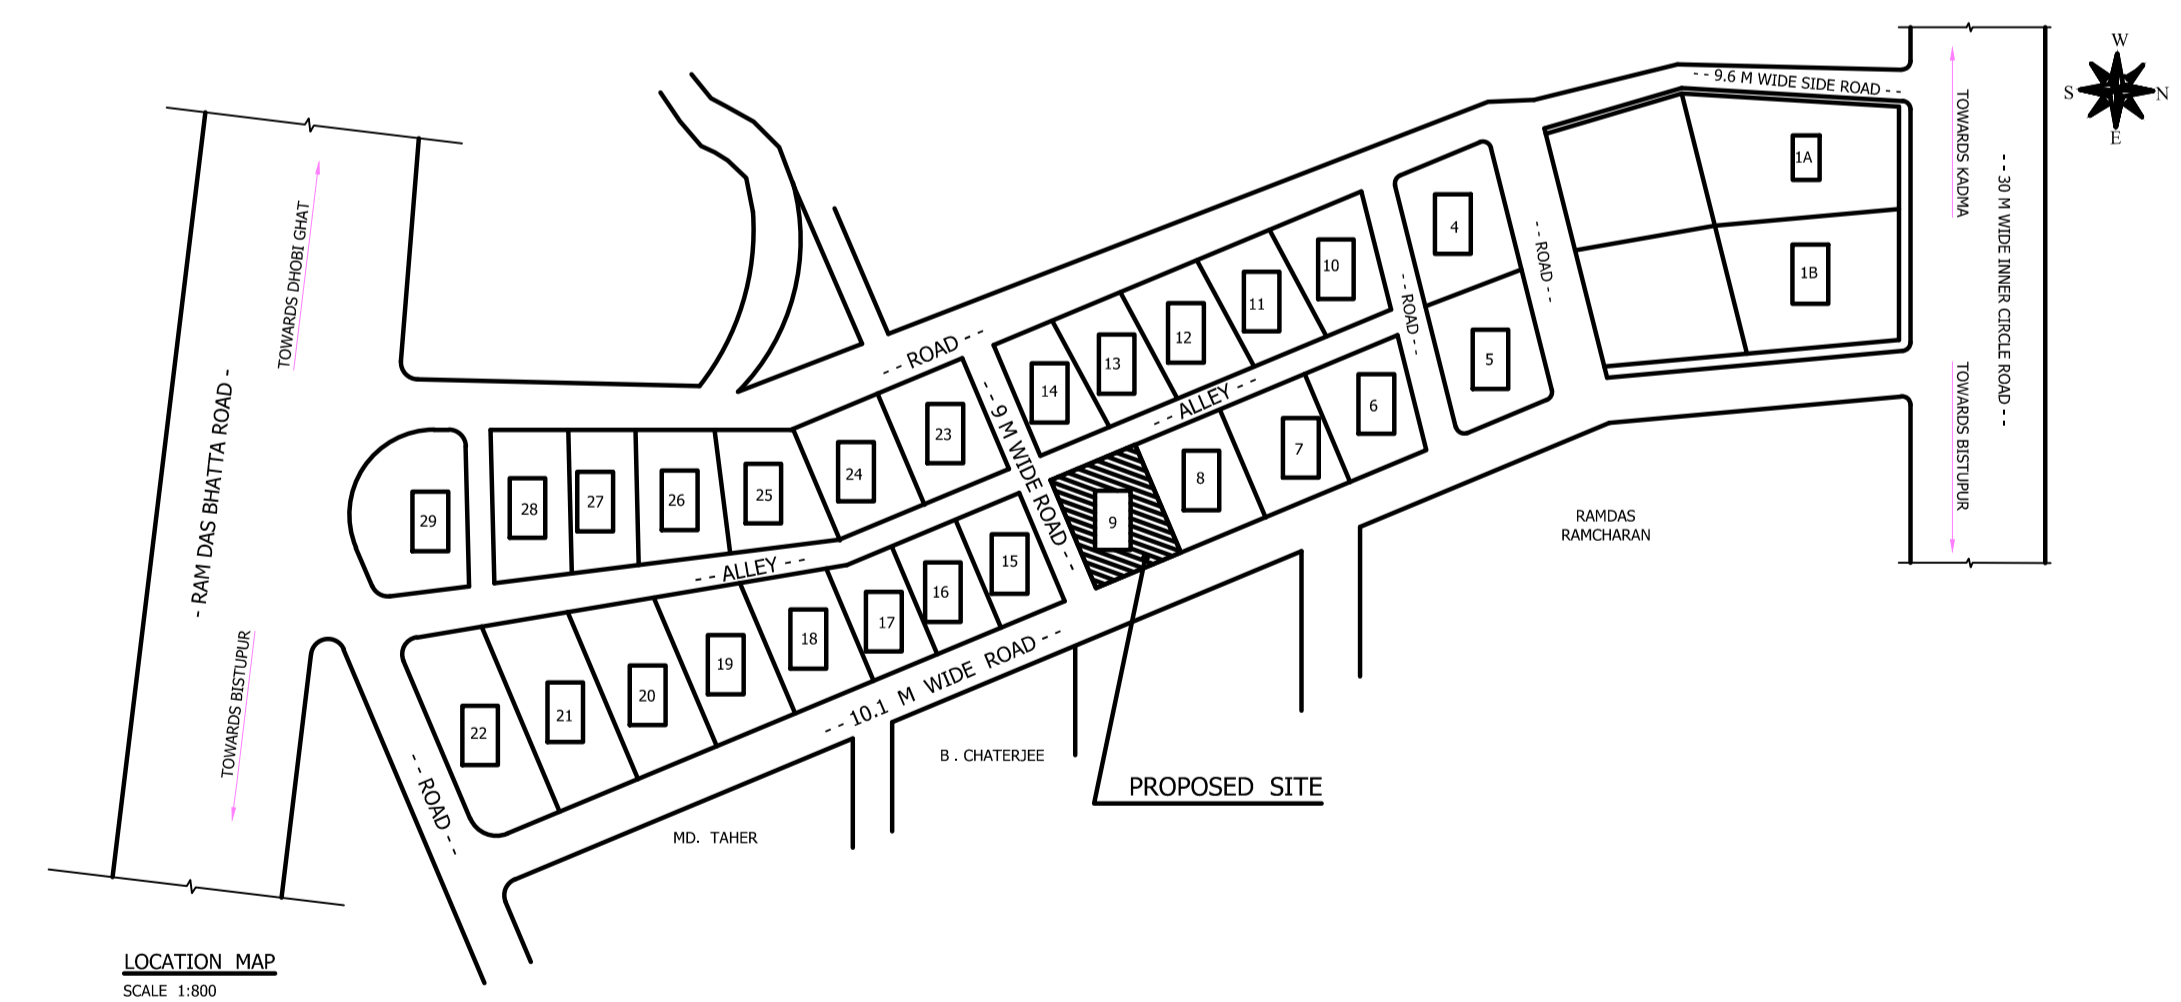 W
S
N
E
- - 9.6 M WIDE SIDE ROAD - -
TOWARDS KADMA
- - 30 M WIDE INNER CIRCLE ROAD - -
TOWARDS BISTUPUR
1A
1B
- - ROAD - -
4
5
- - ROAD - -
10
11
12
13
14
- - ALLEY - -
6
7
8
9
- - ROAD - -
- - 9 M WIDE ROAD - -
23
24
25
26
27
28
29
- - ALLEY - -
15
16
17
18
19
20
21
22
- - 10.1 M WIDE ROAD - -
- - ROAD - -
TOWARDS DHOBI GHAT
- RAM DAS BHATTA ROAD -
TOWARDS BISTUPUR
RAMDAS
RAMCHARAN
B . CHATERJEE
MD. TAHER
PROPOSED SITE
LOCATION MAP
SCALE 1:800